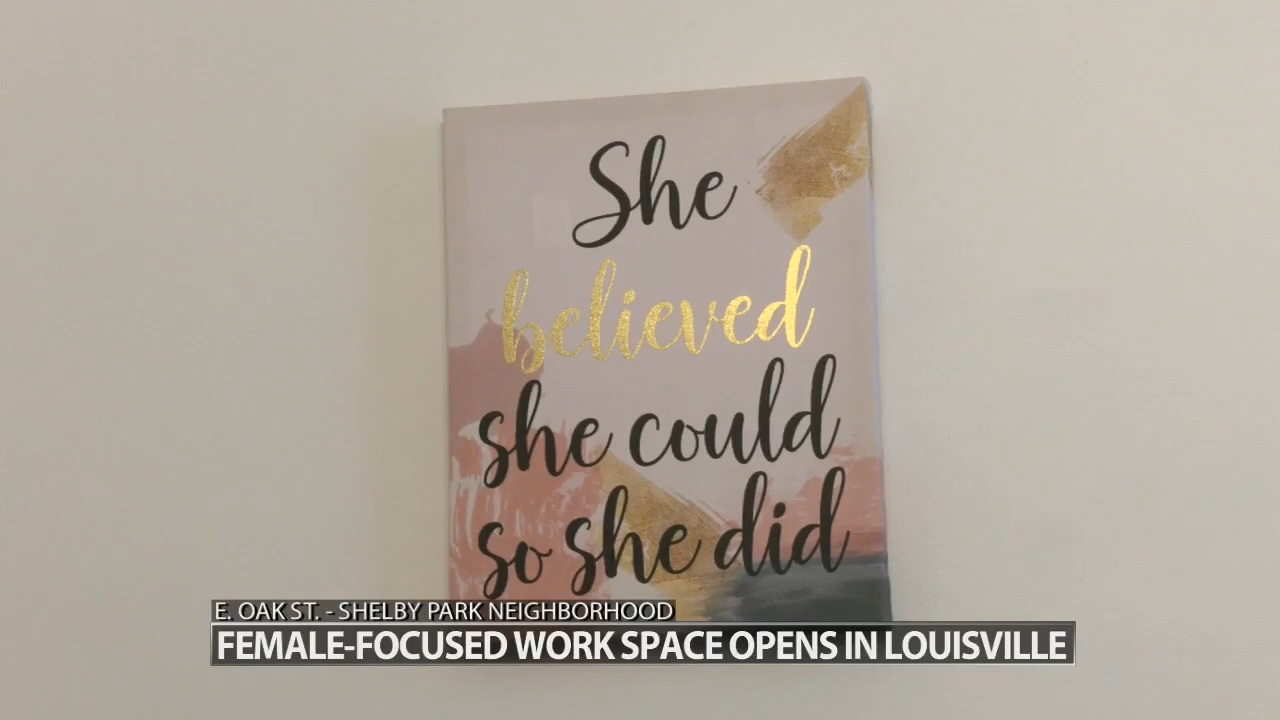 She
believed
she could
so she did
E. OAK ST. - SHELBY PARK NEIGHBORHOOD
FEMALE-FOCUSED WORK SPACE OPENS IN LOUISVILLE